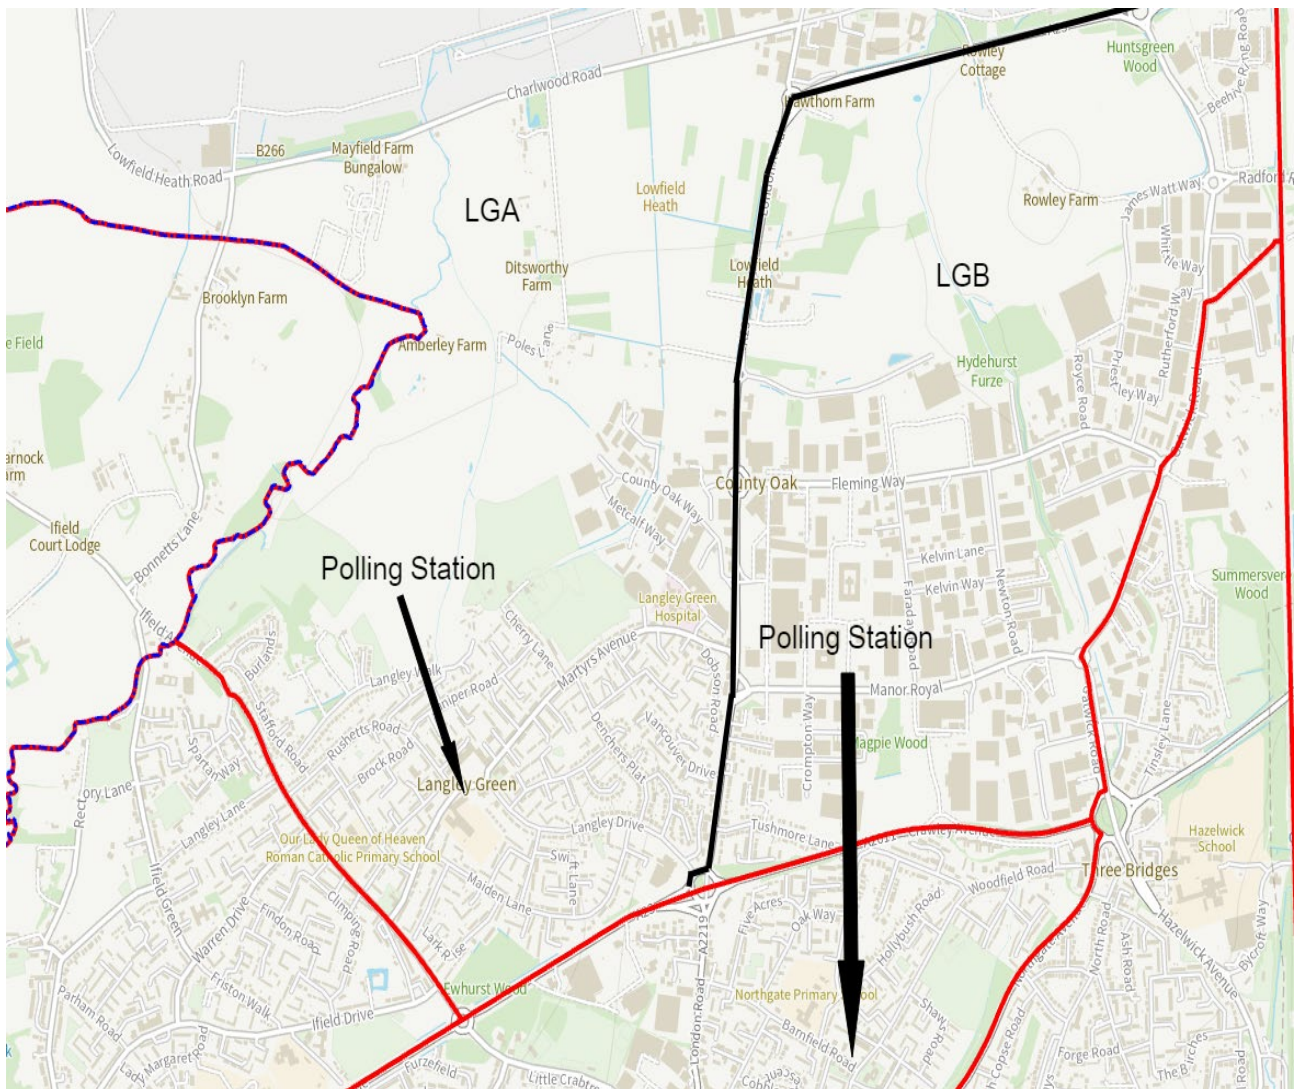 Huntsgreen
Wood
Rowley
Cottage
Charlwood Road
Hawthorn Farm
B266
Mayfield Farm
Bungalow
Lowfield Heath Road
Lowfield
Heath
LGA
Rowley Farm
James Watt Way
Whittle Way
Ditsworthy
Farm
Lowfield
Heath
LGB
Brooklyn Farm
Rutherford Way
Amberley Farm
Poles Lane
Hydehurst
Furze
Royce Road
Priestley Way
County Oak
Fleming Way
County Oak Way
Metcalf Way
Ifield
Court Lodge
Bonnetts Lane
Polling Station
Kelvin Lane
Kelvin Way
Faraday Road
Newton Road
Langley Green
Hospital
Polling Station
Burlands
Langley Walk
Cherry Lane
Martyrs Avenue
Dobson Road
Manor Royal
Stafford Road
Rushetts Road
Brock Road
Vancouver Drive
Denchers Plat
Crompton Way
Magpie Wood
Gatwick Road
Tinsley Lane
Spartan Way
Langley Green
Rectory Lane
Langley Lane
Langley Drive
Tushmore Lane
A2011 - Crawley Avenue
Our Lady Queen of Heaven
Roman Catholic Primary School
Hazelwick
School
Swift Lane
Maiden Lane
Woodfield Road
Three Bridges
Ifield Green
Warren Drive
Findon Road
Climping Road
Lark Rise
Five Acres
Oak Way
Hollybush Road
North Road
Ash Road
Hazelwick Avenue
Bycroft Way
A2219
London Road
Ewhurst Wood
Northgate Primary School
Parham Road
Friston Walk
Ifield Drive
Barnfield Road
Shaws Road
Lady Margaret Road
Furzefield
Forge Road
The Birches